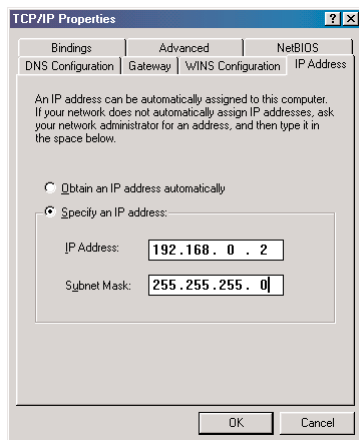 TCP/IP Properties
Bindings Advanced NetBIOS
DNS Configuration Gateway WINS Configuration IP Address
An IP address can be automatically assigned to this computer.
If your network does not automatically assign IP addresses, ask
your network administrator for an address, and then type it in
the space below.
Obtain an IP address automatically
Specify an IP address:
IP Address: 192.168. 0 . 2
Subnet Mask: 255.255.255. 0
OK Cancel